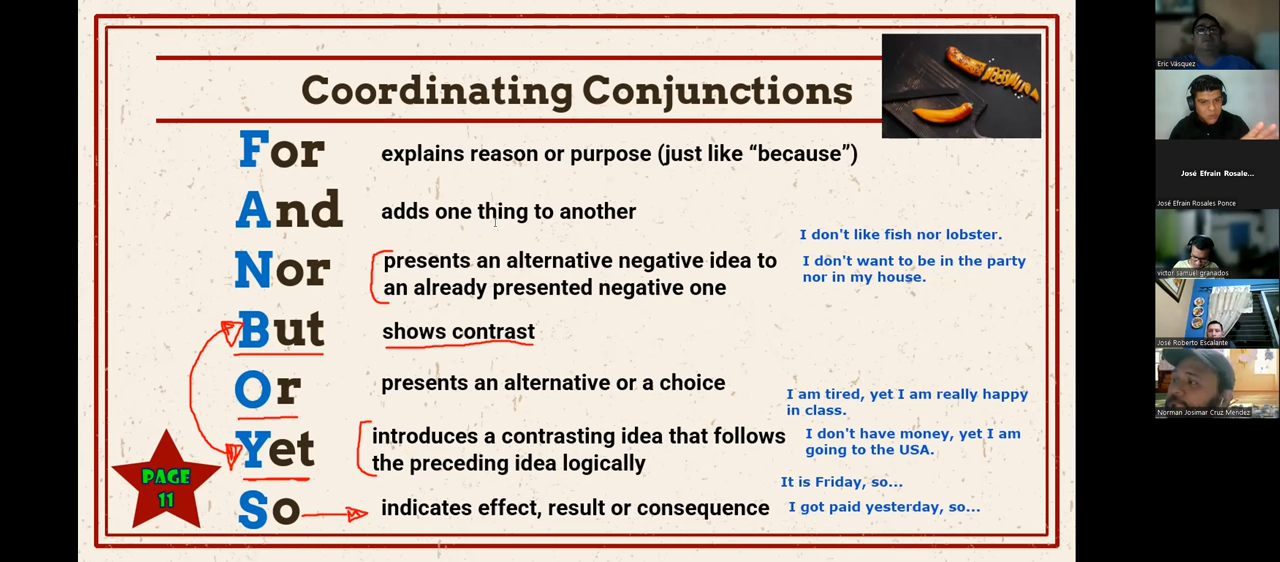 Coordinating Conjunctions
For
explains reason or purpose (just like “because”)
And
adds one thing to another
I don't like fish nor lobster.
Nor
presents an alternative negative idea to
an already presented negative one
I don't want to be in the party
nor in my house.
But
shows contrast
Or
presents an alternative or a choice
I am tired, yet I am really happy
in class.
Yet
introduces a contrasting idea that follows
the preceding idea logically
I don't have money, yet I am
going to the USA.
It is Friday, so...
So
indicates effect, result or consequence
I got paid yesterday, so...
PAGE
11
Eric Vásquez
José Efrain Rosale...
José Efrain Rosales Ponce
victor samuel granados
José Roberto Escalante
Norman Josimar Cruz Mendez